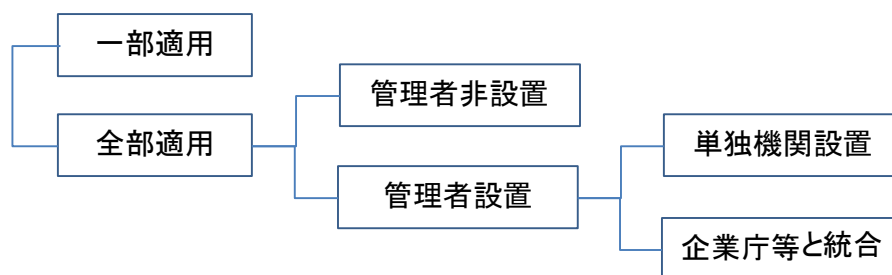 一部適用
管理者非設置
全部適用
単独機関設置
管理者設置
企業庁等と統合